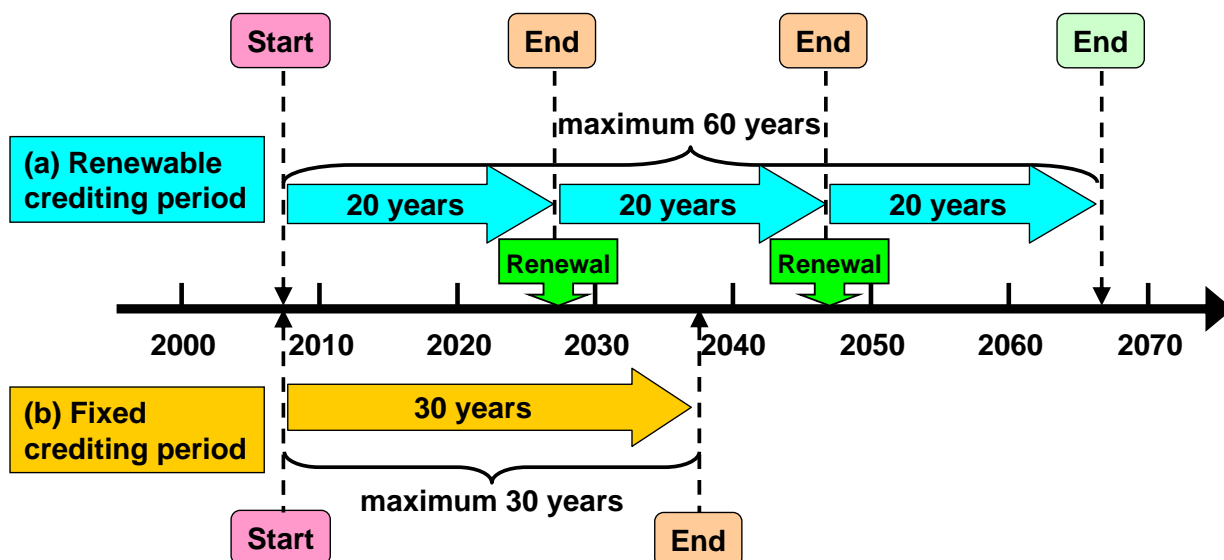 Start
End
End
End
maximum 60 years
(a) Renewable
crediting period
20 years
20 years
20 years
Renewal
Renewal
2000
2010
2020
2030
2040
2050
2060
2070
(b) Fixed
crediting period
30 years
maximum 30 years
Start
End